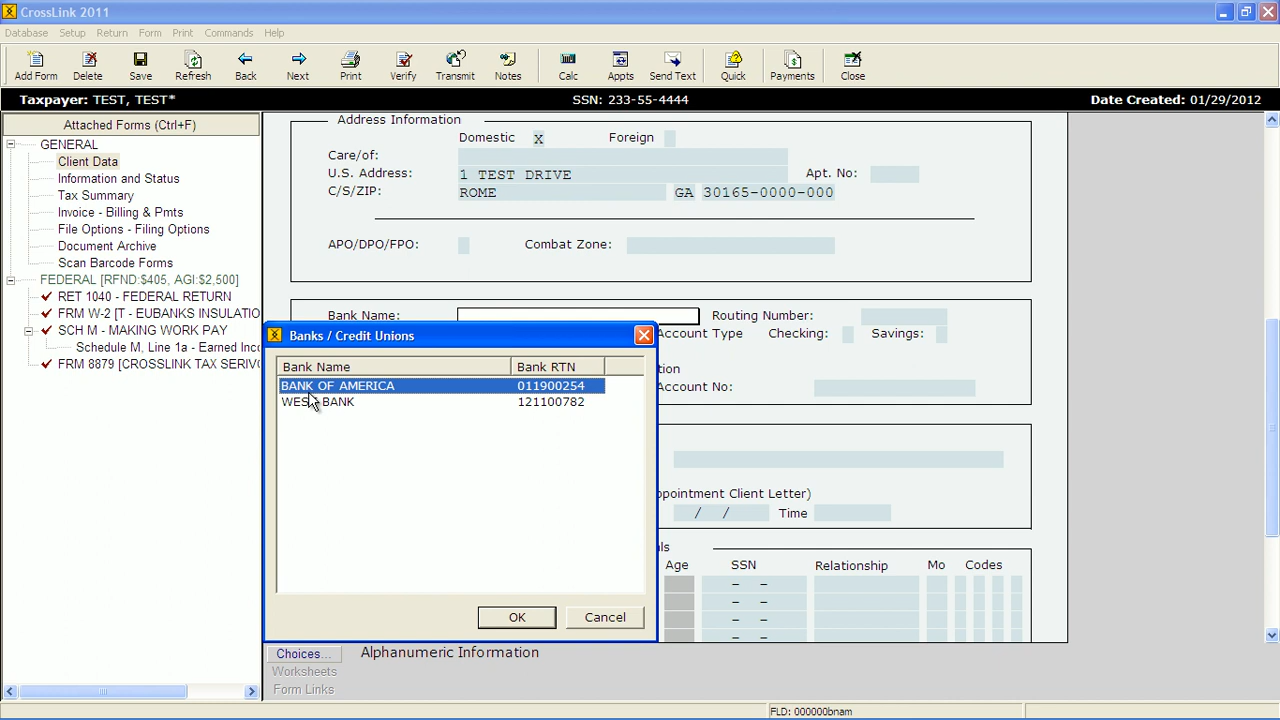 CrossLink 2011
Database Setup Return Form Print Commands Help
Add Form Delete Save Refresh Back Next Print Verify Transmit Notes Calc Appts Send Text Quick Payments Close
Taxpayer: TEST, TEST* SSN: 233-55-4444 Date Created: 01/29/2012
Attached Forms (Ctrl+F)
GENERAL
Client Data
Information and Status
Tax Summary
Invoice - Billing & Pmts
File Options - Filing Options
Document Archive
Scan Barcode Forms
FEDERAL [RFND:$405, AGI:$2,500]
RET 1040 - FEDERAL RETURN
FRM W-2 [T - EUBANKS INSULATIO
SCH M - MAKING WORK PAY
Schedule M, Line 1a - Earned Inc
FRM 8879 [CROSSLINK TAX SERIVO
Address Information
Domestic x Foreign
Care/of:
U.S. Address: 1 TEST DRIVE Apt. No:
C/S/ZIP: ROME GA 30165-0000-000
APO/DPO/FPO: Combat Zone:
Bank Name: Routing Number:
Account Type Checking: Savings:
Account No:
Banks / Credit Unions
Bank Name Bank RTN
BANK OF AMERICA 011900254
BANK 121100782
OK Cancel
Client Letter)
/ / Time
Age SSN Relationship Mo Codes
– –
– –
– –
– –
Choices... Alphanumeric Information
Worksheets
Form Links
FLD: 000000bnam